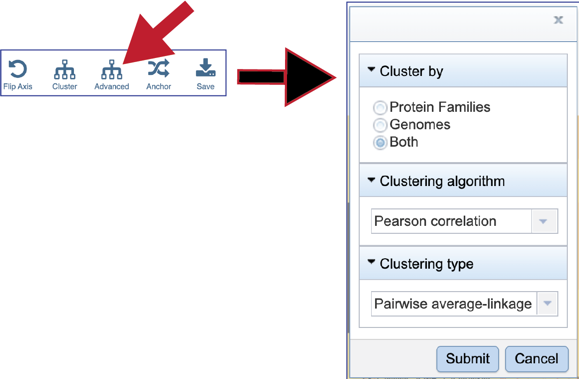 Flip Axis Cluster Advanced Anchor Save
x
Cluster by
Protein Families
Genomes
Both
Clustering algorithm
Pearson correlation
Clustering type
Pairwise average-linkage
Submit Cancel